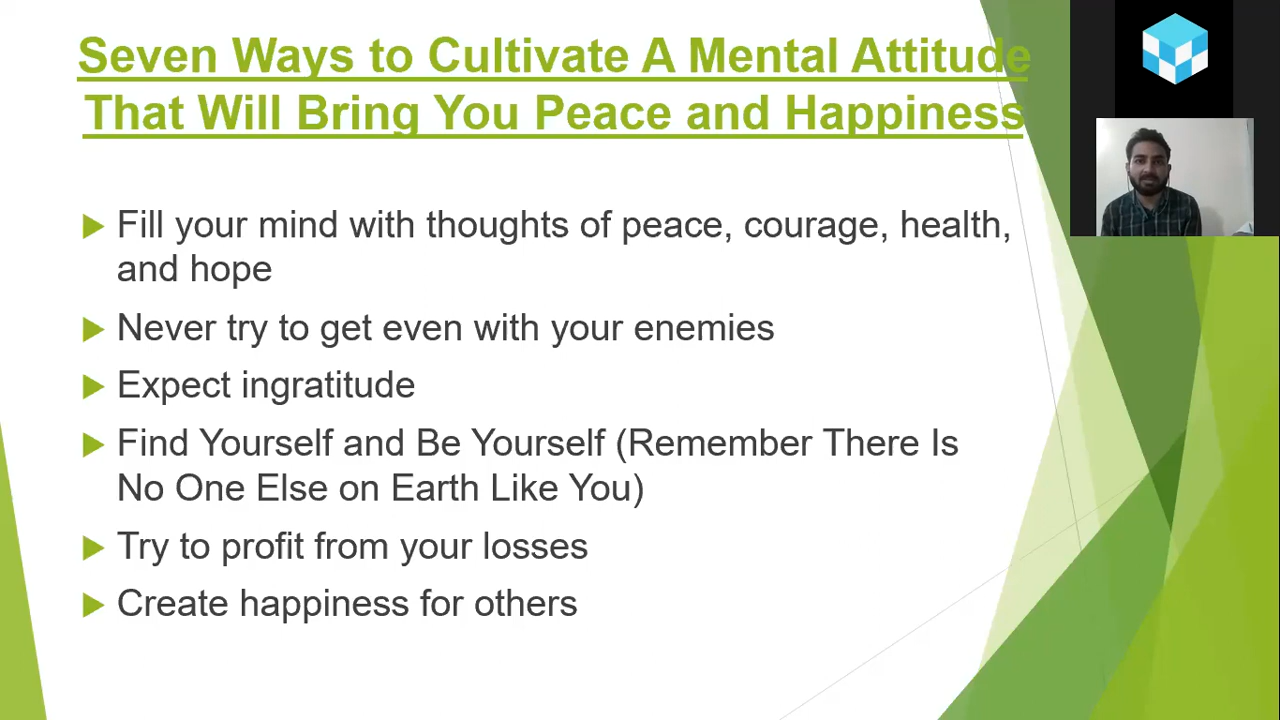 Seven Ways to Cultivate A Mental Attitude
That Will Bring You Peace and Happiness
Fill your mind with thoughts of peace, courage, health,
and hope
Never try to get even with your enemies
Expect ingratitude
Find Yourself and Be Yourself (Remember There Is
No One Else on Earth Like You)
Try to profit from your losses
Create happiness for others